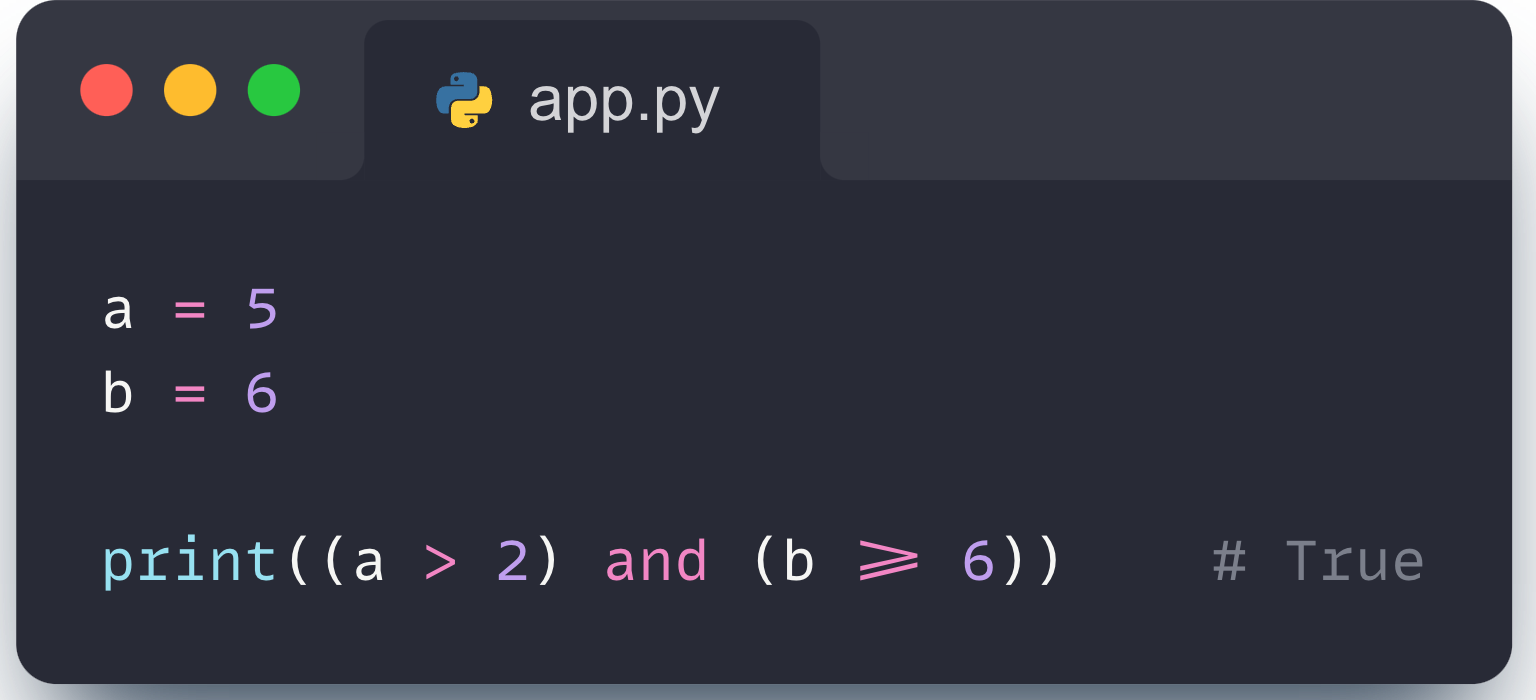 app.py
a = 5
b = 6
print((a > 2) and (b >= 6))    # True